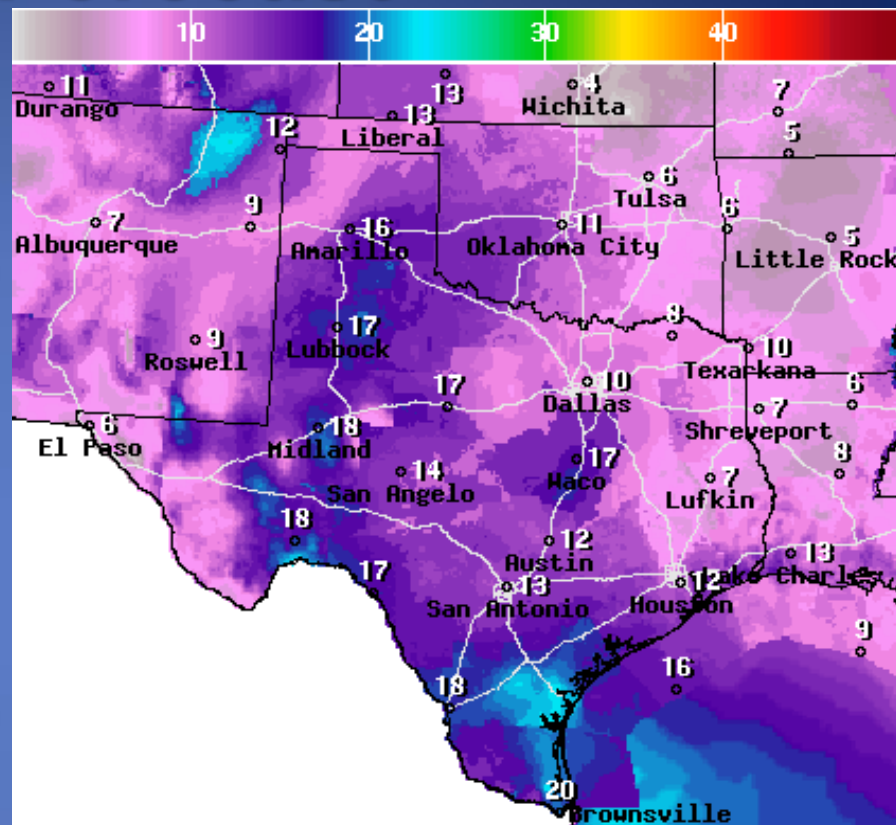 10 20 30 40
11 13 4 7
Durango Wichita
13
Liberal
12 5
6
Tulsa
7 9 16 11 6 5
Albuquerque Amarillo Oklahoma City Little Rock
17
Lubbock
9 8 10
Roswell Texarkana
17 10 6
Dallas
7
Shreveport
6 18
El Paso Midland
14 17 7 8
San Angelo Waco Lufkin
18 12 13
Austin Lake Charles
17 13 12
San Antonio Houston
9
18 16
20
Brownsville